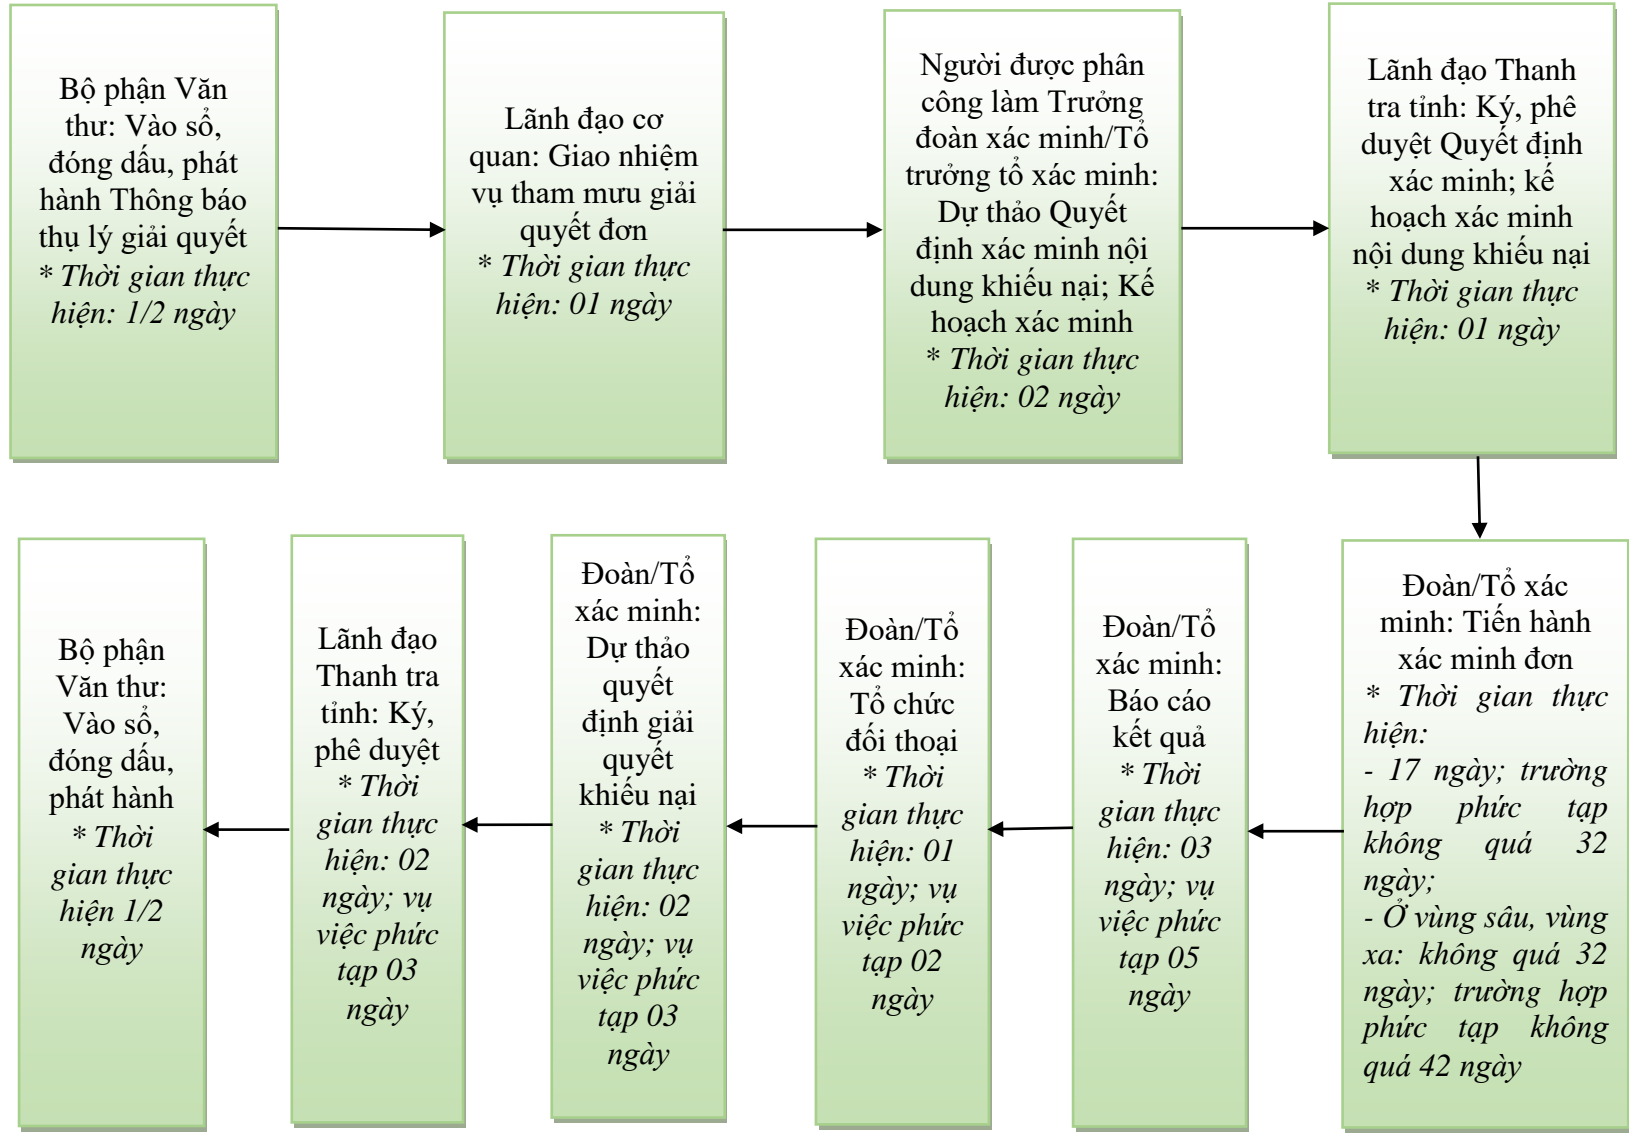 Bộ phận Văn
thư: Vào sổ,
đóng dấu, phát
hành Thông báo
thụ lý giải quyết
* Thời gian thực
hiện: 1/2 ngày
Lãnh đạo cơ
quan: Giao nhiệm
vụ tham mưu giải
quyết đơn
* Thời gian thực
hiện: 01 ngày
Người được phân
công làm Trưởng
đoàn xác minh/Tổ
trưởng tổ xác minh:
Dự thảo Quyết
định xác minh nội
dung khiếu nại; Kế
hoạch xác minh
* Thời gian thực
hiện: 02 ngày
Lãnh đạo Thanh
tra tỉnh: Ký, phê
duyệt Quyết định
xác minh; kế
hoạch xác minh
nội dung khiếu nại
* Thời gian thực
hiện: 01 ngày
Đoàn/Tổ xác
minh: Tiến hành
xác minh đơn
* Thời gian thực
hiện:
- 17 ngày; trường
hợp phức tạp
không quá 32
ngày;
- Ở vùng sâu, vùng
xa: không quá 32
ngày; trường hợp
phức tạp không
quá 42 ngày
Đoàn/Tổ
xác minh:
Báo cáo
kết quả
* Thời
gian thực
hiện: 03
ngày; vụ
việc phức
tạp 05
ngày
Đoàn/Tổ
xác minh:
Tổ chức
đối thoại
* Thời
gian thực
hiện: 01
ngày; vụ
việc phức
tạp 02
ngày
Đoàn/Tổ
xác minh:
Dự thảo
quyết
định giải
quyết
khiếu nại
* Thời
gian thực
hiện: 02
ngày; vụ
việc phức
tạp 03
ngày
Lãnh đạo
Thanh tra
tỉnh: Ký,
phê duyệt
* Thời
gian thực
hiện: 02
ngày; vụ
việc phức
tạp 03
ngày
Bộ phận
Văn thư:
Vào sổ,
đóng dấu,
phát hành
* Thời
gian thực
hiện 1/2
ngày